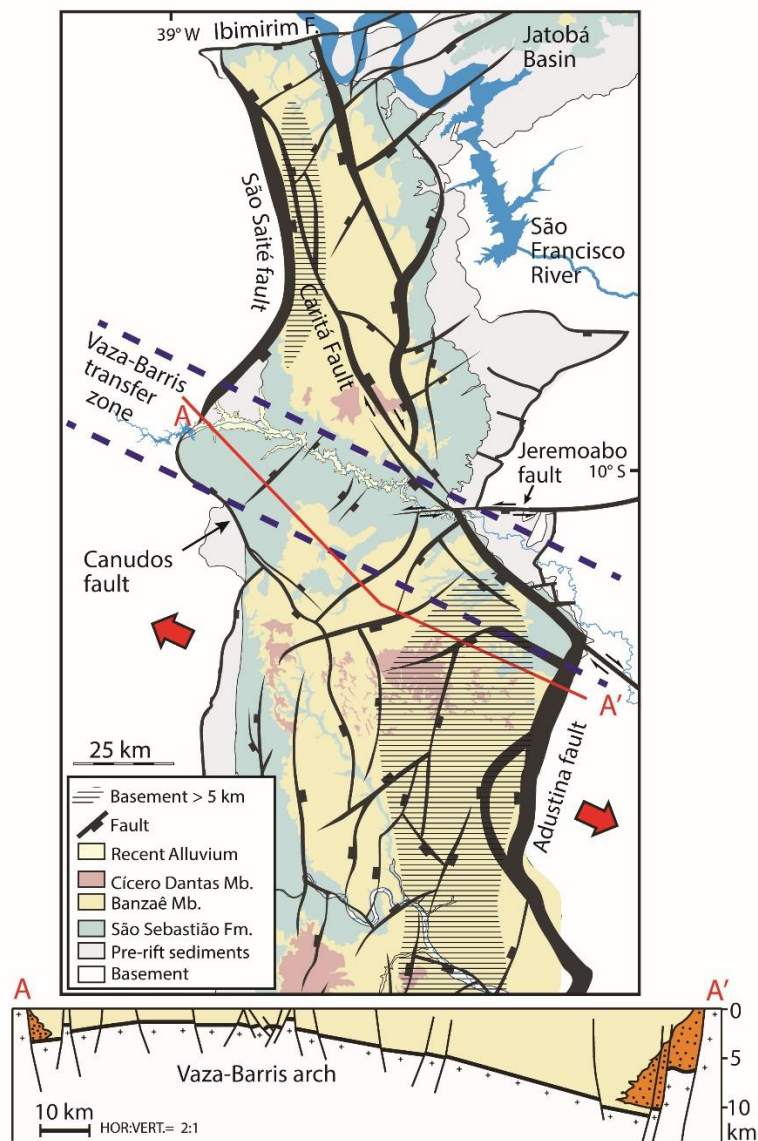 39° W
Ibimirim F.
Jatobá
Basin
São Saité fault
São
Francisco
River
Caritá Fault
Vaza-Barris
transfer
zone
A
Jeremoabo
fault
10° S
Canudos
fault
A'
25 km
Adustina fault
Basement > 5 km
Fault
Recent Alluvium
Cícero Dantas Mb.
Banzaê Mb.
São Sebastião Fm.
Pre-rift sediments
Basement
A
A'
0
5
10
km
Vaza-Barris arch
10 km
HOR:VERT.= 2:1